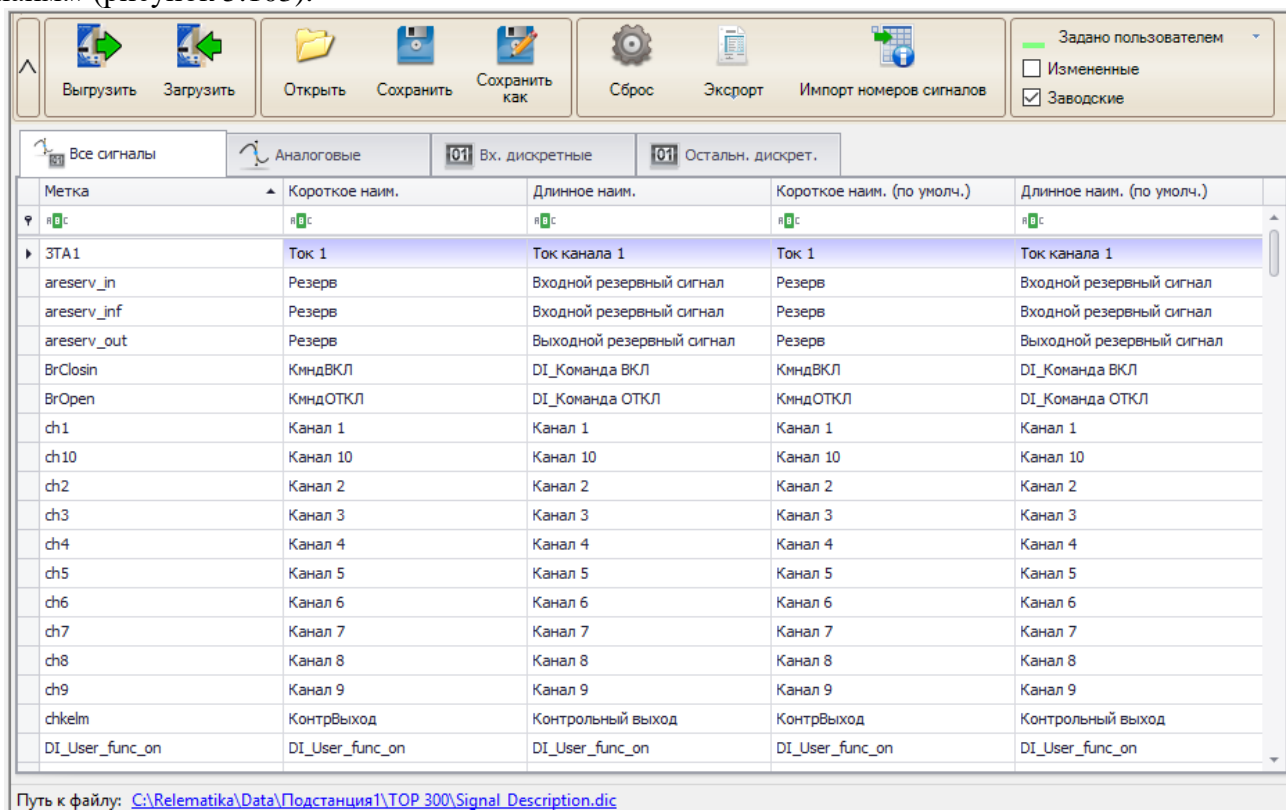 (рисунок 3.103).
Выгрузить Загрузить Открыть Сохранить Сохранить как Сброс Экспорт Импорт номеров сигналов
Задано пользователем
Измененные
Заводские
Все сигналы Аналоговые Вх. дискретные Остальн. дискрет.
Метка Короткое наим. Длинное наим. Короткое наим. (по умолч.) Длинное наим. (по умолч.)
3TA1 Ток 1 Ток канала 1 Ток 1 Ток канала 1
areserv_in Резерв Входной резервный сигнал Резерв Входной резервный сигнал
areserv_inf Резерв Входной резервный сигнал Резерв Входной резервный сигнал
areserv_out Резерв Выходной резервный сигнал Резерв Выходной резервный сигнал
BrClosin КмндВКЛ DI_Команда ВКЛ КмндВКЛ DI_Команда ВКЛ
BrOpen КмндОТКЛ DI_Команда ОТКЛ КмндОТКЛ DI_Команда ОТКЛ
ch1 Канал 1 Канал 1 Канал 1 Канал 1
ch10 Канал 10 Канал 10 Канал 10 Канал 10
ch2 Канал 2 Канал 2 Канал 2 Канал 2
ch3 Канал 3 Канал 3 Канал 3 Канал 3
ch4 Канал 4 Канал 4 Канал 4 Канал 4
ch5 Канал 5 Канал 5 Канал 5 Канал 5
ch6 Канал 6 Канал 6 Канал 6 Канал 6
ch7 Канал 7 Канал 7 Канал 7 Канал 7
ch8 Канал 8 Канал 8 Канал 8 Канал 8
ch9 Канал 9 Канал 9 Канал 9 Канал 9
chkelm КонтрВыход Контрольный выход КонтрВыход Контрольный выход
DI_User_func_on DI_User_func_on DI_User_func_on DI_User_func_on DI_User_func_on
Путь к файлу: C:\Relematika\Data\Подстанция1\TOP 300\Signal_Description.dic